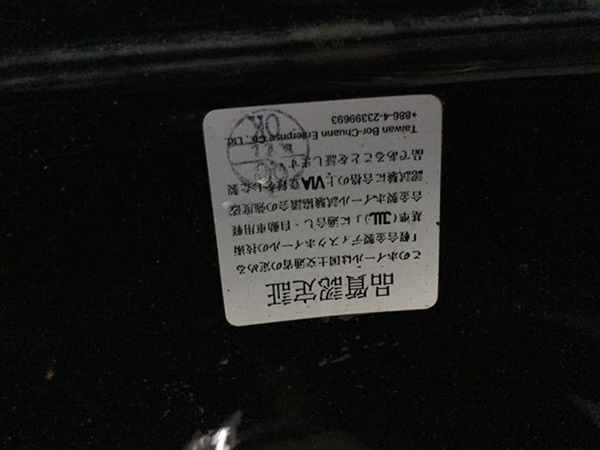 品質認定証
このホイールは国土交通省の定める
「軽合金製ディスクホイールの技術
基準(JWL)」に適合し、自動車用軽
合金製ホイール試験協議会の強度確
認試験に合格の上VIA登録をした製
品であることを証します
Taiwan Bor-Chuann Enterprise Co., Ltd.
+886-4-23399693
QC
OK